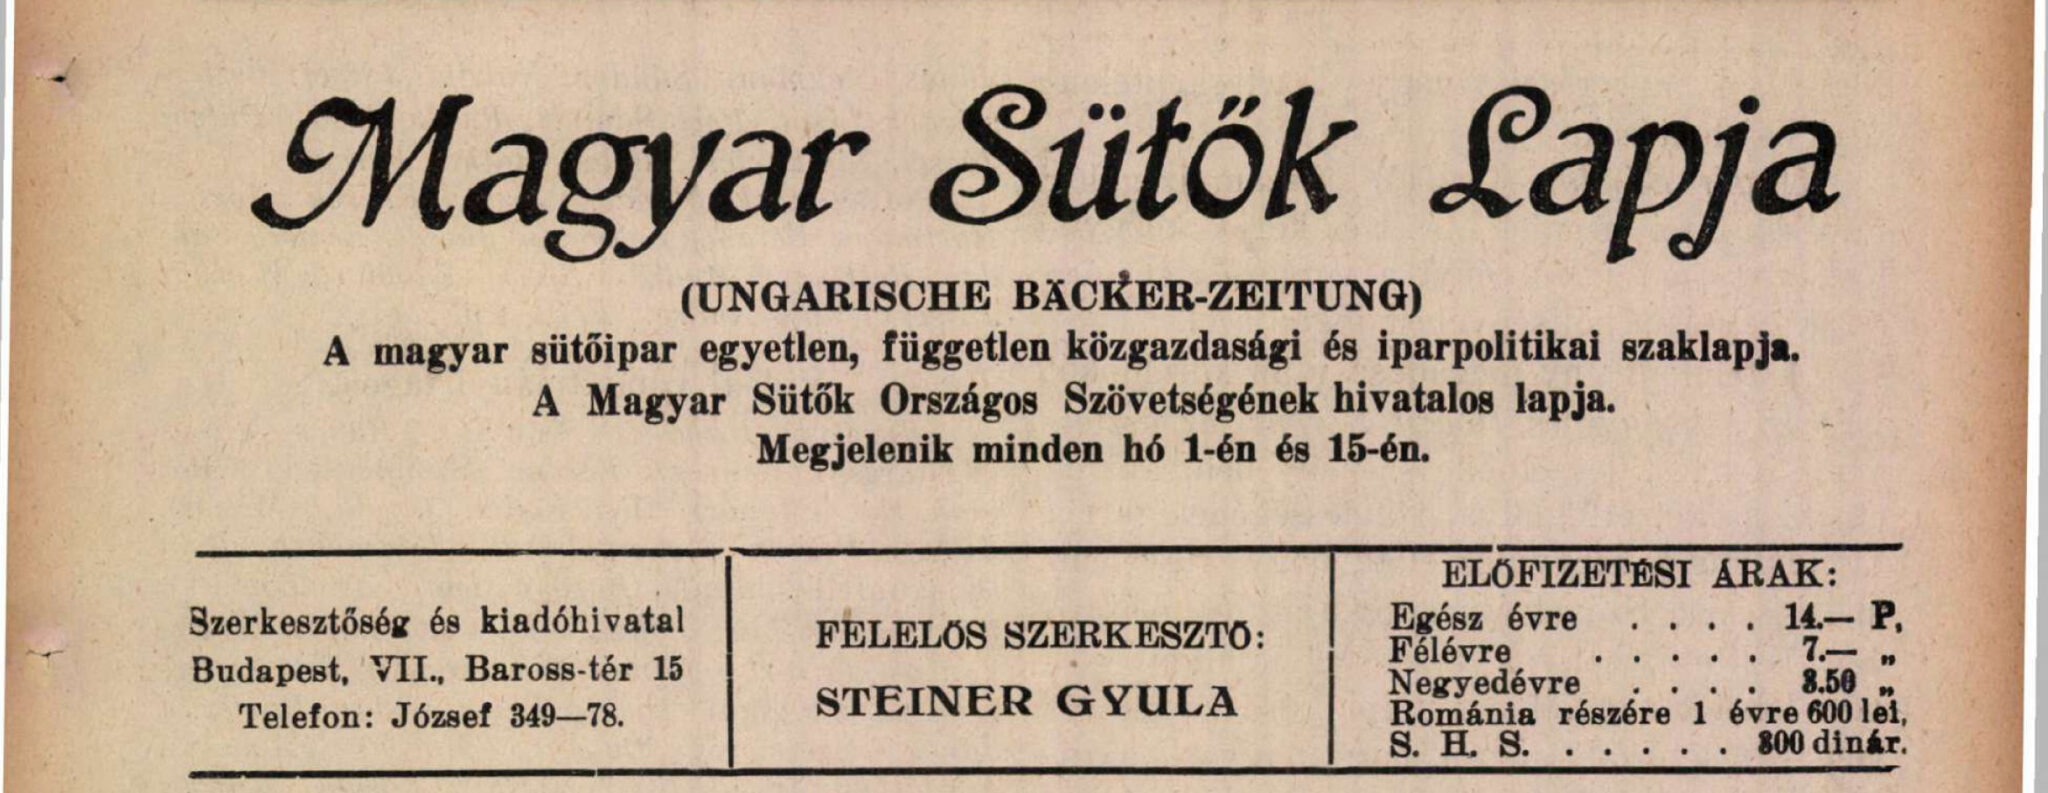 Magyar Sütők Lapja
(UNGARISCHE BÄCKER-ZEITUNG)
A magyar sütőipar egyetlen, független közgazdasági és iparpolitikai szaklapja.
A Magyar Sütők Országos Szövetségének hivatalos lapja.
Megjelenik minden hó 1-én és 15-én.
Szerkesztőség és kiadóhivatal
Budapest, VII., Baross-tér 15
Telefon: József 349—78.
FELELŐS SZERKESZTŐ:
STEINER GYULA
ELŐFIZETÉSI ÁRAK:
Egész évre . . . . 14.— P.
Félévre . . . . . 7.— „
Negyedévre . . . . 3.50 „
Románia részére 1 évre 600 lei,
S. H. S. . . . . . 300 dinár.